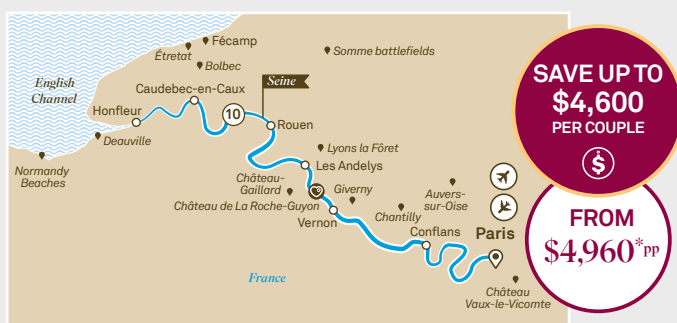 Fécamp
Étretat
Somme battlefields
Bolbec
English
Channel
Caudebec-en-Caux
Seine
Honfleur
10
Rouen
Deauville
Lyons la Fôret
Normandy
Beaches
Les Andelys
Château-
Gaillard
Giverny
Château de La Roche-Guyon
Auvers-
sur-Oise
Chantilly
Vernon
Conflans
Paris
France
Château
Vaux-le-Vicomte
SAVE UP TO
$4,600
PER COUPLE
$
FROM
$4,960*pp